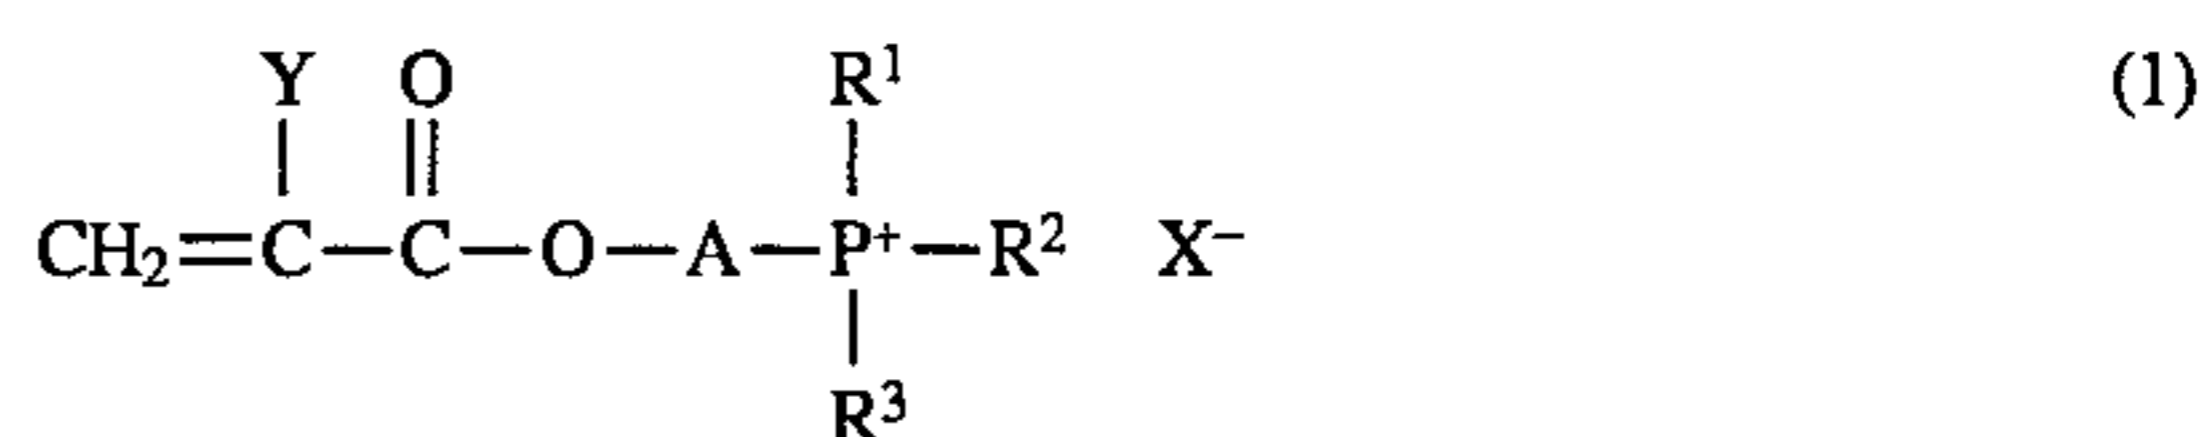 Y O R¹ (1)
CH₂=C—C—O—A—P⁺—R² X⁻
R³